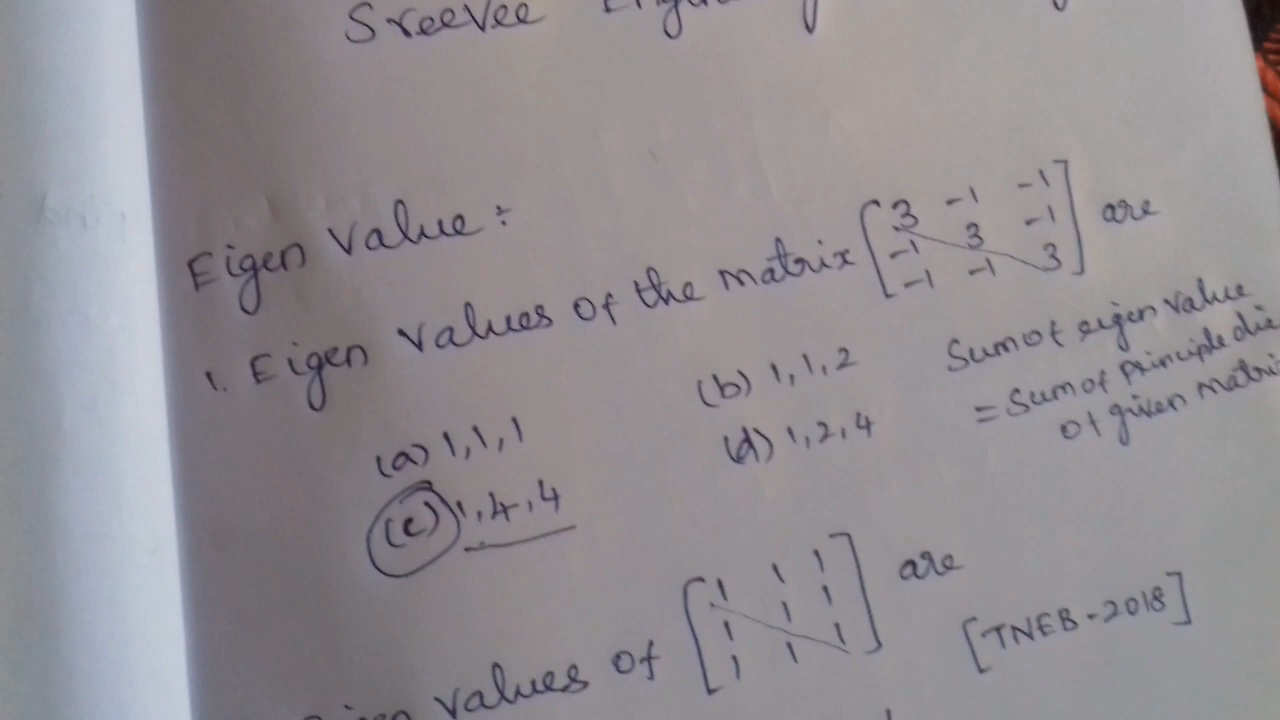 Sreevee
Eigen Value :
1. Eigen values of the matrix [3 -1 -1
-1 3 -1
-1 -1 3] are
(a) 1,1,1 (b) 1,1,2
(c) 1,4,4 (d) 1,2,4
Sum of eigen value
= Sum of principle
of given
values of [1 1 1
1 1 1
1 1 1] are
[TNEB-2018]